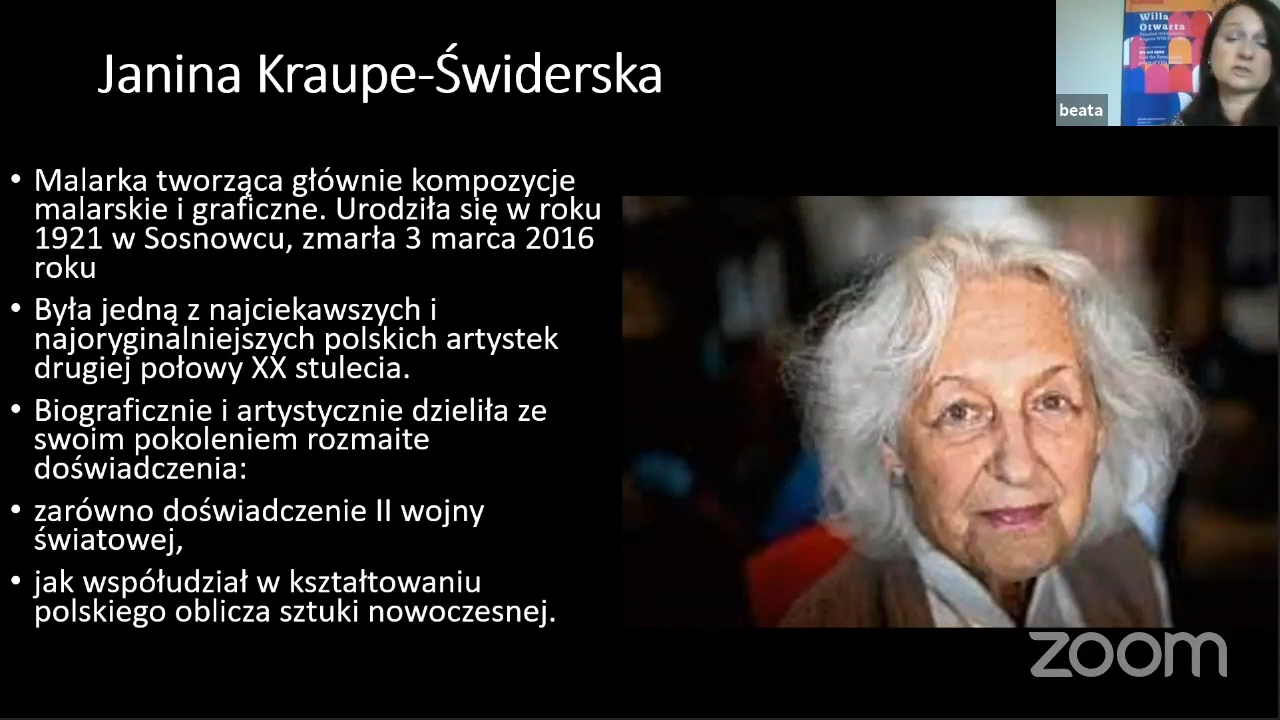 Janina Kraupe-Świderska
• Malarka tworząca głównie kompozycje
malarskie i graficzne. Urodziła się w roku
1921 w Sosnowcu, zmarła 3 marca 2016
roku
• Była jedną z najciekawszych i
najoryginalniejszych polskich artystek
drugiej połowy XX stulecia.
• Biograficznie i artystycznie dzieliła ze
swoim pokoleniem rozmaite
doświadczenia:
• zarówno doświadczenie II wojny
światowej,
• jak współudział w kształtowaniu
polskiego oblicza sztuki nowoczesnej.
Willa
Otwarta
beata
zoom